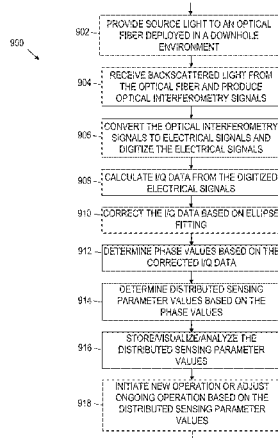 900
902
PROVIDE SOURCE LIGHT TO AN OPTICAL
FIBER DEPLOYED IN A DOWNHOLE
ENVIRONMENT
904
RECEIVE BACKSCATTERED LIGHT FROM
THE OPTICAL FIBER AND PRODUCE
OPTICAL INTERFEROMETRY SIGNALS
906
CONVERT THE OPTICAL INTERFEROMETRY
SIGNALS TO ELECTRICAL SIGNALS AND
DIGITIZE THE ELECTRICAL SIGNALS
908
CALCULATE I/Q DATA FROM THE DIGITIZED
ELECTRICAL SIGNALS
910
CORRECT THE I/Q DATA BASED ON ELLIPSE
FITTING
912
DETERMINE PHASE VALUES BASED ON THE
CORRECTED I/Q DATA
914
DETERMINE DISTRIBUTED SENSING
PARAMETER VALUES BASED ON THE
PHASE VALUES
916
STORE/VISUALIZE/ANALYZE THE
DISTRIBUTED SENSING PARAMETER
VALUES
918
INITIATE NEW OPERATION OR ADJUST
ONGOING OPERATION BASED ON THE
DISTRIBUTED SENSING PARAMETER
VALUES